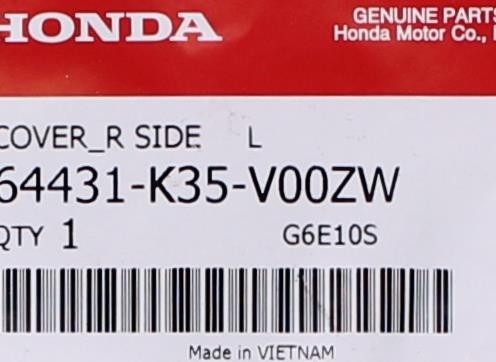 HONDA
GENUINE PARTS
Honda Motor Co.,
COVER_R SIDE L
64431-K35-V00ZW
QTY 1 G6E10S
Made in VIETNAM